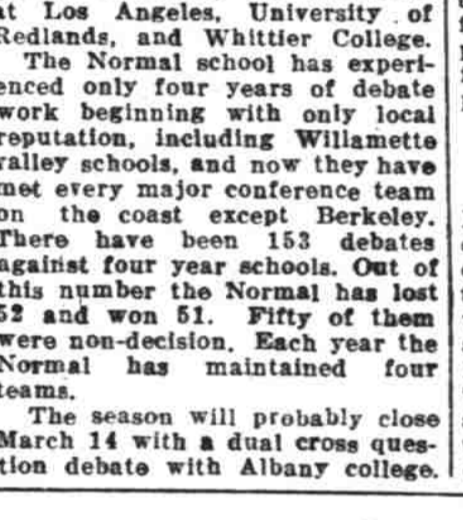 at Los Angeles, University of
Redlands, and Whittier College.
The Normal school has experi-
enced only four years of debate
work beginning with only local
reputation, including Willamette
valley schools, and now they have
met every major conference team
on the coast except Berkeley.
There have been 153 debates
against four year schools. Out of
this number the Normal has lost
52 and won 51. Fifty of them
were non-decision. Each year the
Normal has maintained four
teams.
The season will probably close
March 14 with a dual cross ques-
tion debate with Albany college.